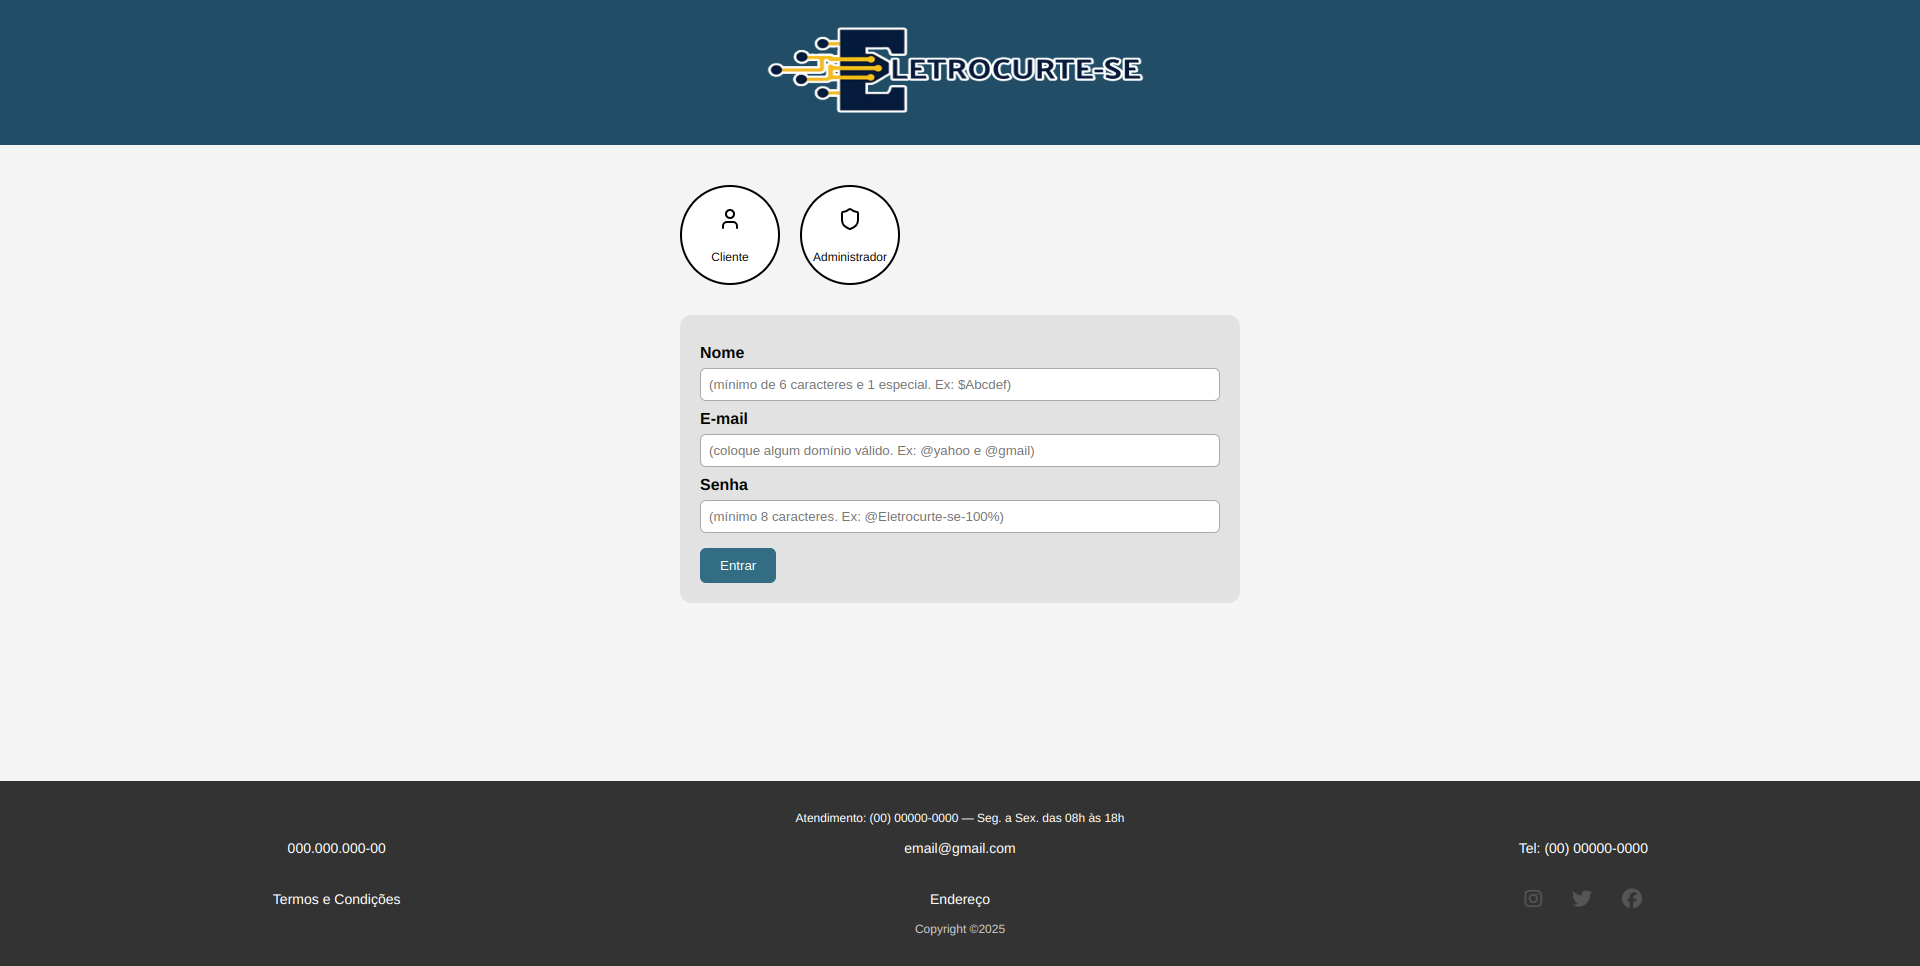 ELETROCURTE-SE
Cliente
Administrador
Nome
(mínimo de 6 caracteres e 1 especial. Ex: $Abcdef)
E-mail
(coloque algum domínio válido. Ex: @yahoo e @gmail)
Senha
(mínimo 8 caracteres. Ex: @Eletrocurte-se-100%)
Entrar
Atendimento: (00) 00000-0000 — Seg. a Sex. das 08h às 18h
000.000.000-00
email@gmail.com
Tel: (00) 00000-0000
Termos e Condições
Endereço
Copyright ©2025